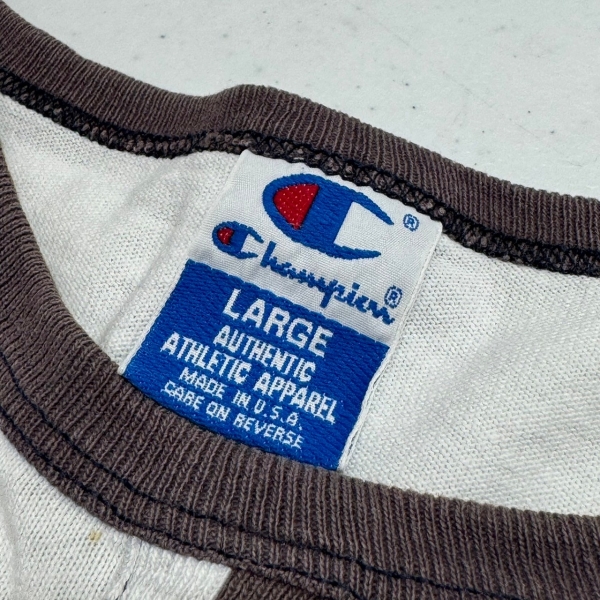 ®
Champion®
LARGE
AUTHENTIC
ATHLETIC APPAREL
MADE IN U.S.A.
CARE ON REVERSE